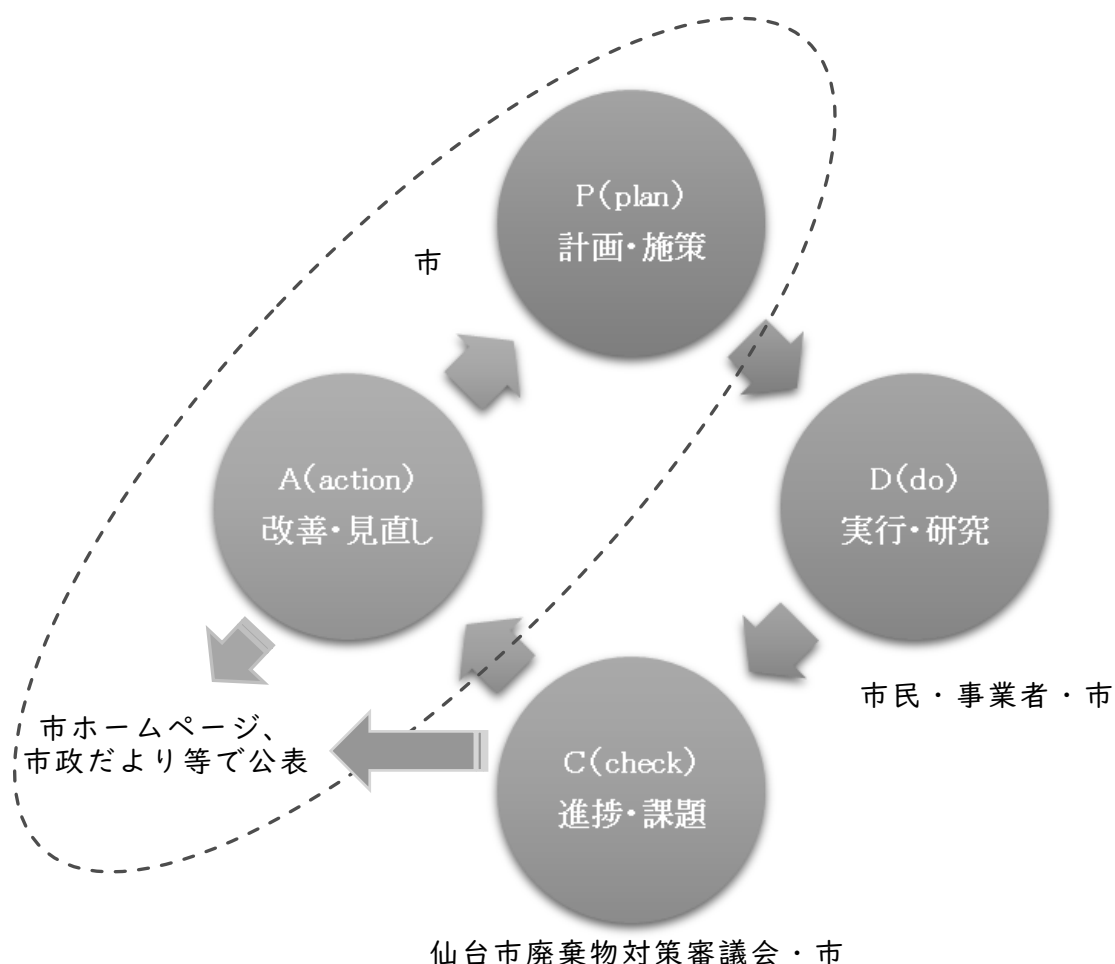 P(plan)
計画・施策
市
A(action)
改善・見直し
D(do)
実行・研究
市民・事業者・市
市ホームページ、
市政だより等で公表
C(check)
進捗・課題
仙台市廃棄物対策審議会・市